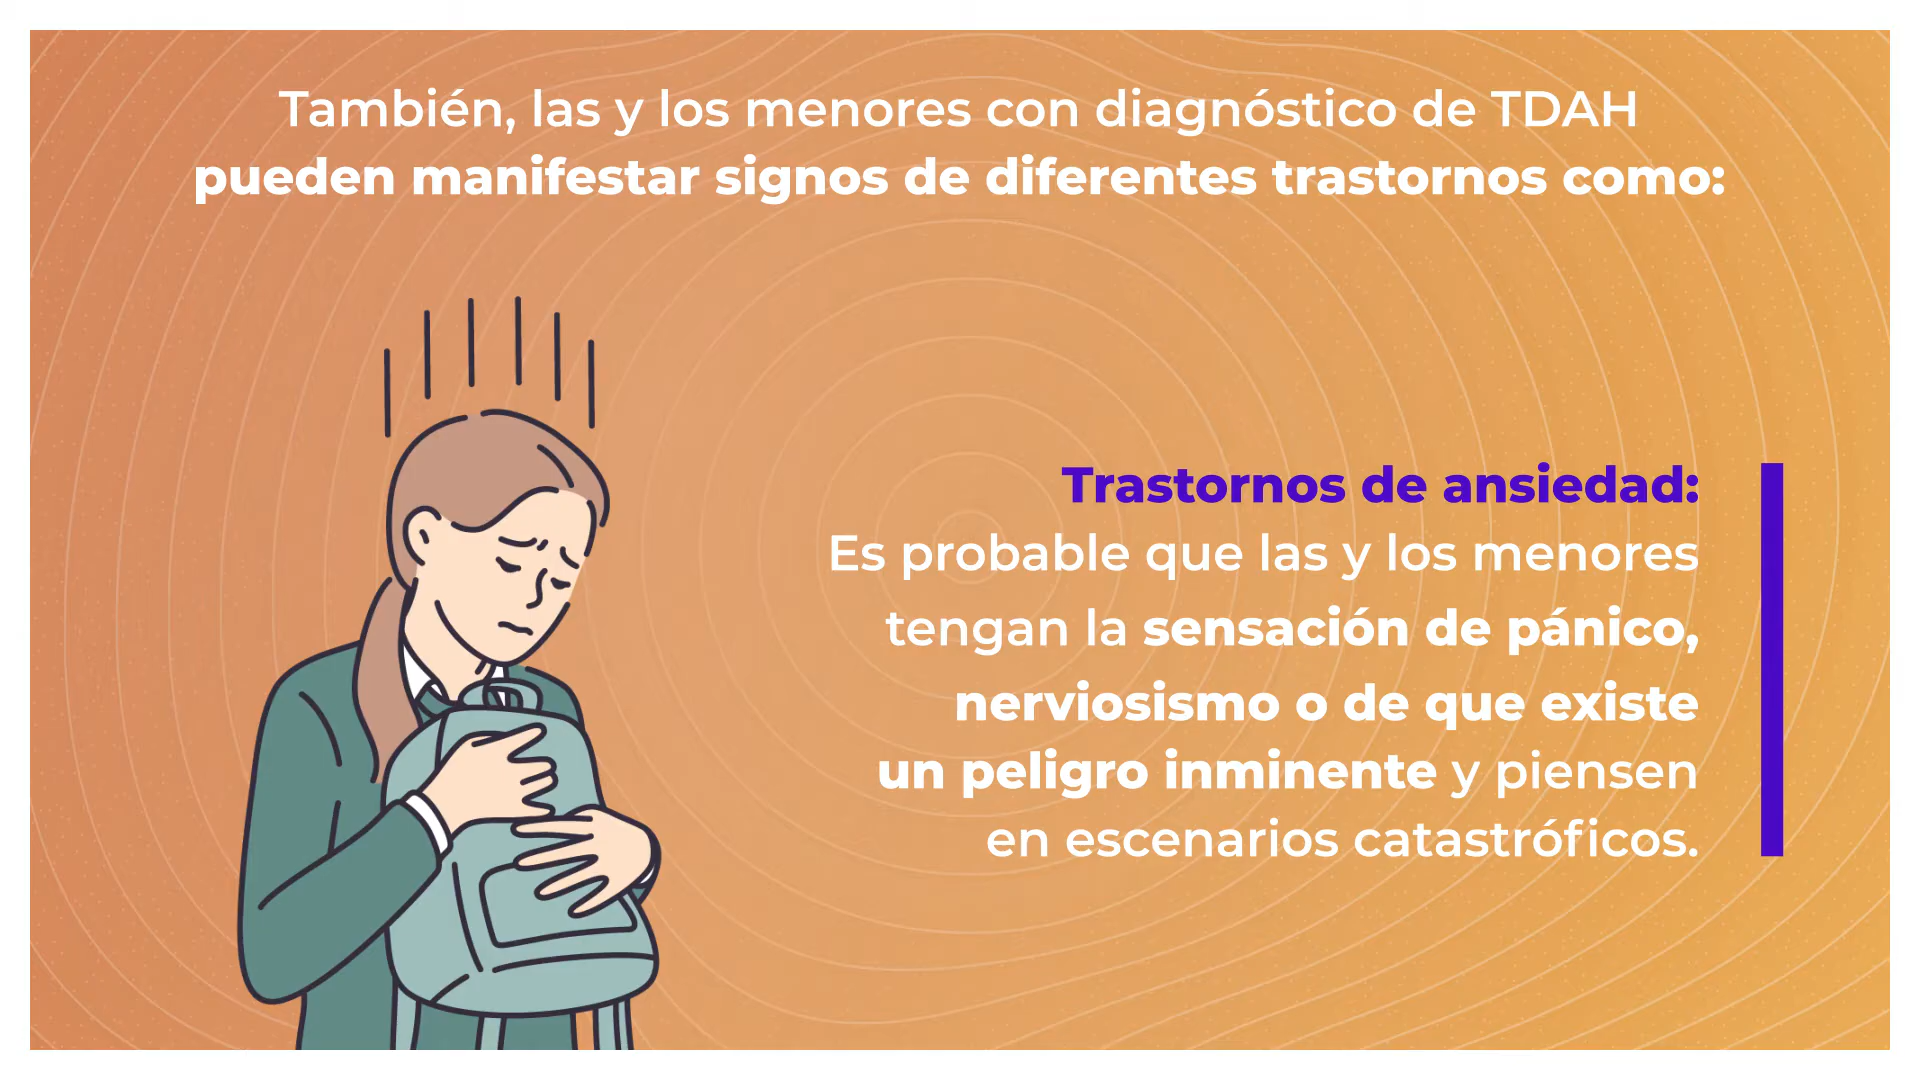 También, las y los menores con diagnóstico de TDAH
pueden manifestar signos de diferentes trastornos como:
Trastornos de ansiedad:
Es probable que las y los menores
tengan la sensación de pánico,
nerviosismo o de que existe
un peligro inminente y piensen
en escenarios catastróficos.